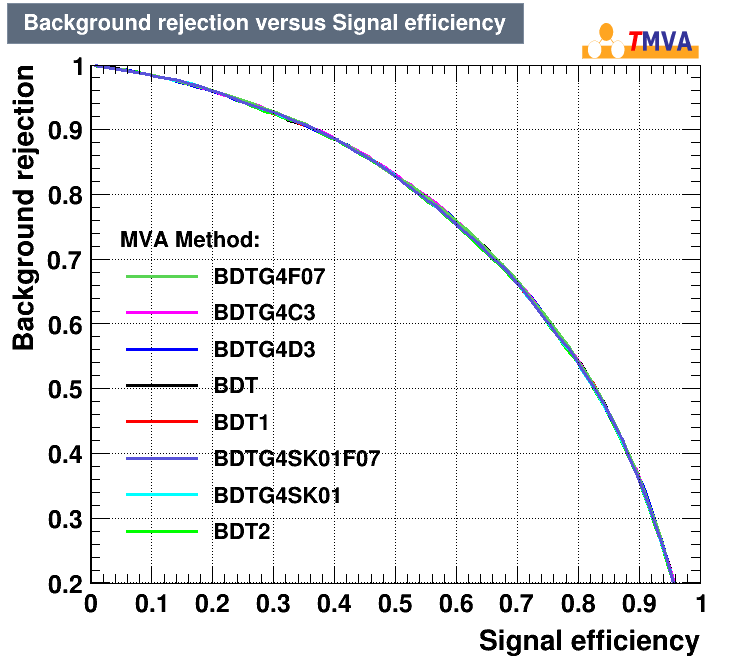 Background rejection versus Signal efficiency
TMVA
Background rejection
1
0.9
0.8
0.7
0.6
0.5
0.4
0.3
0.2
MVA Method:
BDTG4F07
BDTG4C3
BDTG4D3
BDT
BDT1
BDTG4SK01F07
BDTG4SK01
BDT2
0 0.1 0.2 0.3 0.4 0.5 0.6 0.7 0.8 0.9 1
Signal efficiency